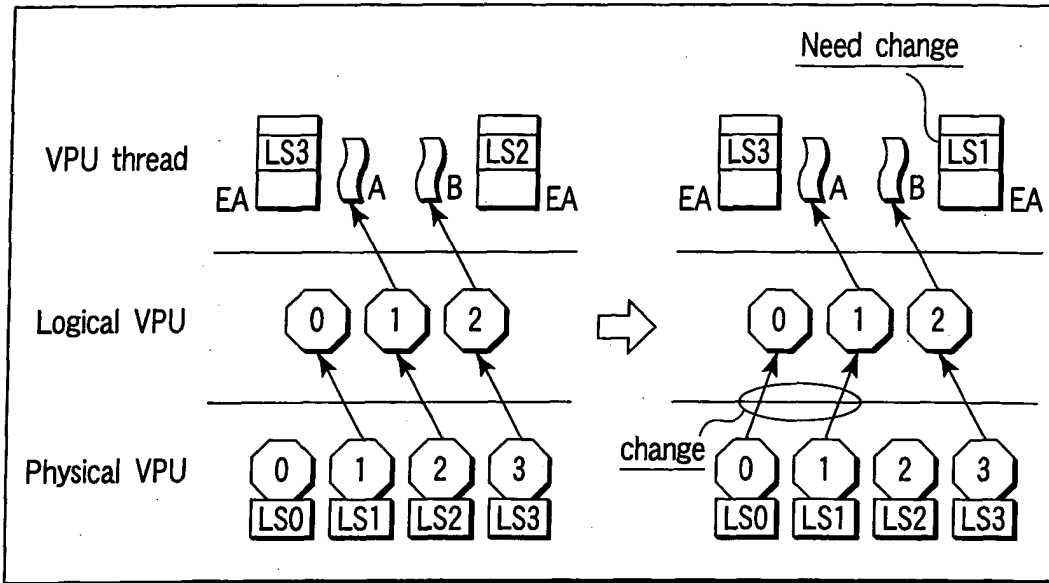 Need change
VPU thread
LS3
A
B
LS2
EA
EA
LS3
A
B
LS1
EA
EA
Logical VPU
0
1
2
0
1
2
change
Physical VPU
0
1
2
3
0
1
2
3
LS0
LS1
LS2
LS3
LS0
LS1
LS2
LS3